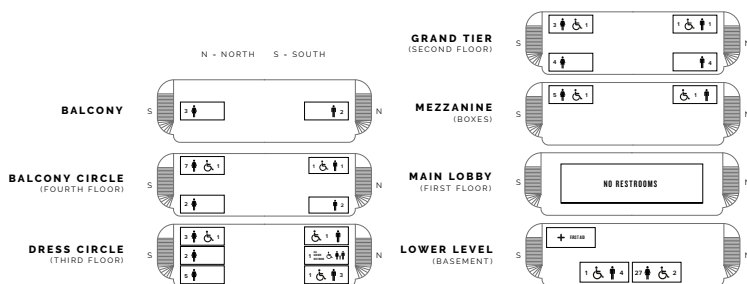 N = NORTH S = SOUTH
BALCONY
S
3
2
N
BALCONY CIRCLE
(FOURTH FLOOR)
S
7 1
1 1
2
2
N
DRESS CIRCLE
(THIRD FLOOR)
S
3 1
1
2
1
5
1 3
N
GRAND TIER
(SECOND FLOOR)
S
3 1
1 1
4
4
N
MEZZANINE
(BOXES)
S
5 1
1
N
MAIN LOBBY
(FIRST FLOOR)
S
NO RESTROOMS
N
LOWER LEVEL
(BASEMENT)
S
FIRST AID
1 4
27 2
N